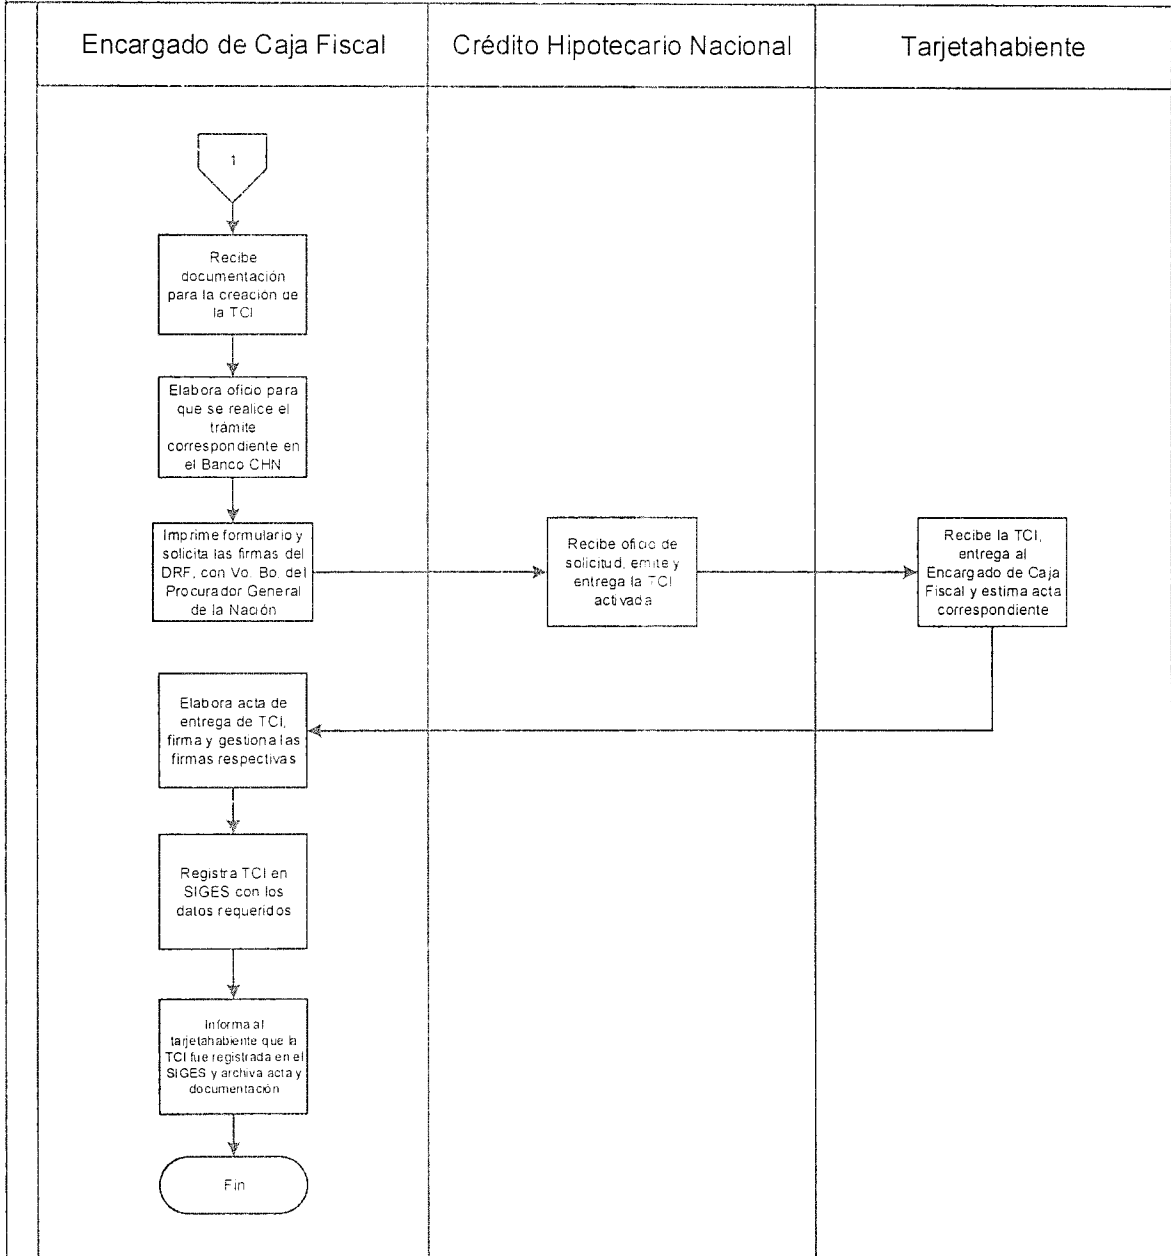 Encargado de Caja Fiscal
Crédito Hipotecario Nacional
Tarjetahabiente
1
Recibe
documentación
para la creación de
la TCI
Elabora oficio para
que se realice el
trámite
correspondiente en
el Banco CHN
Imprime formulario y
solicita las firmas del
DRF, con Vo. Bo. del
Procurador General
de la Nación
Recibe oficio de
solicitud, emite y
entrega la TCI
activada
Recibe la TCI,
entrega al
Encargado de Caja
Fiscal y estima acta
correspondiente
Elabora acta de
entrega de TCI,
firma y gestiona las
firmas respectivas
Registra TCI en
SIGES con los
datos requeridos
Informa al
tarjetahabiente que la
TCI fue registrada en el
SIGES y archiva acta y
documentación
Fin